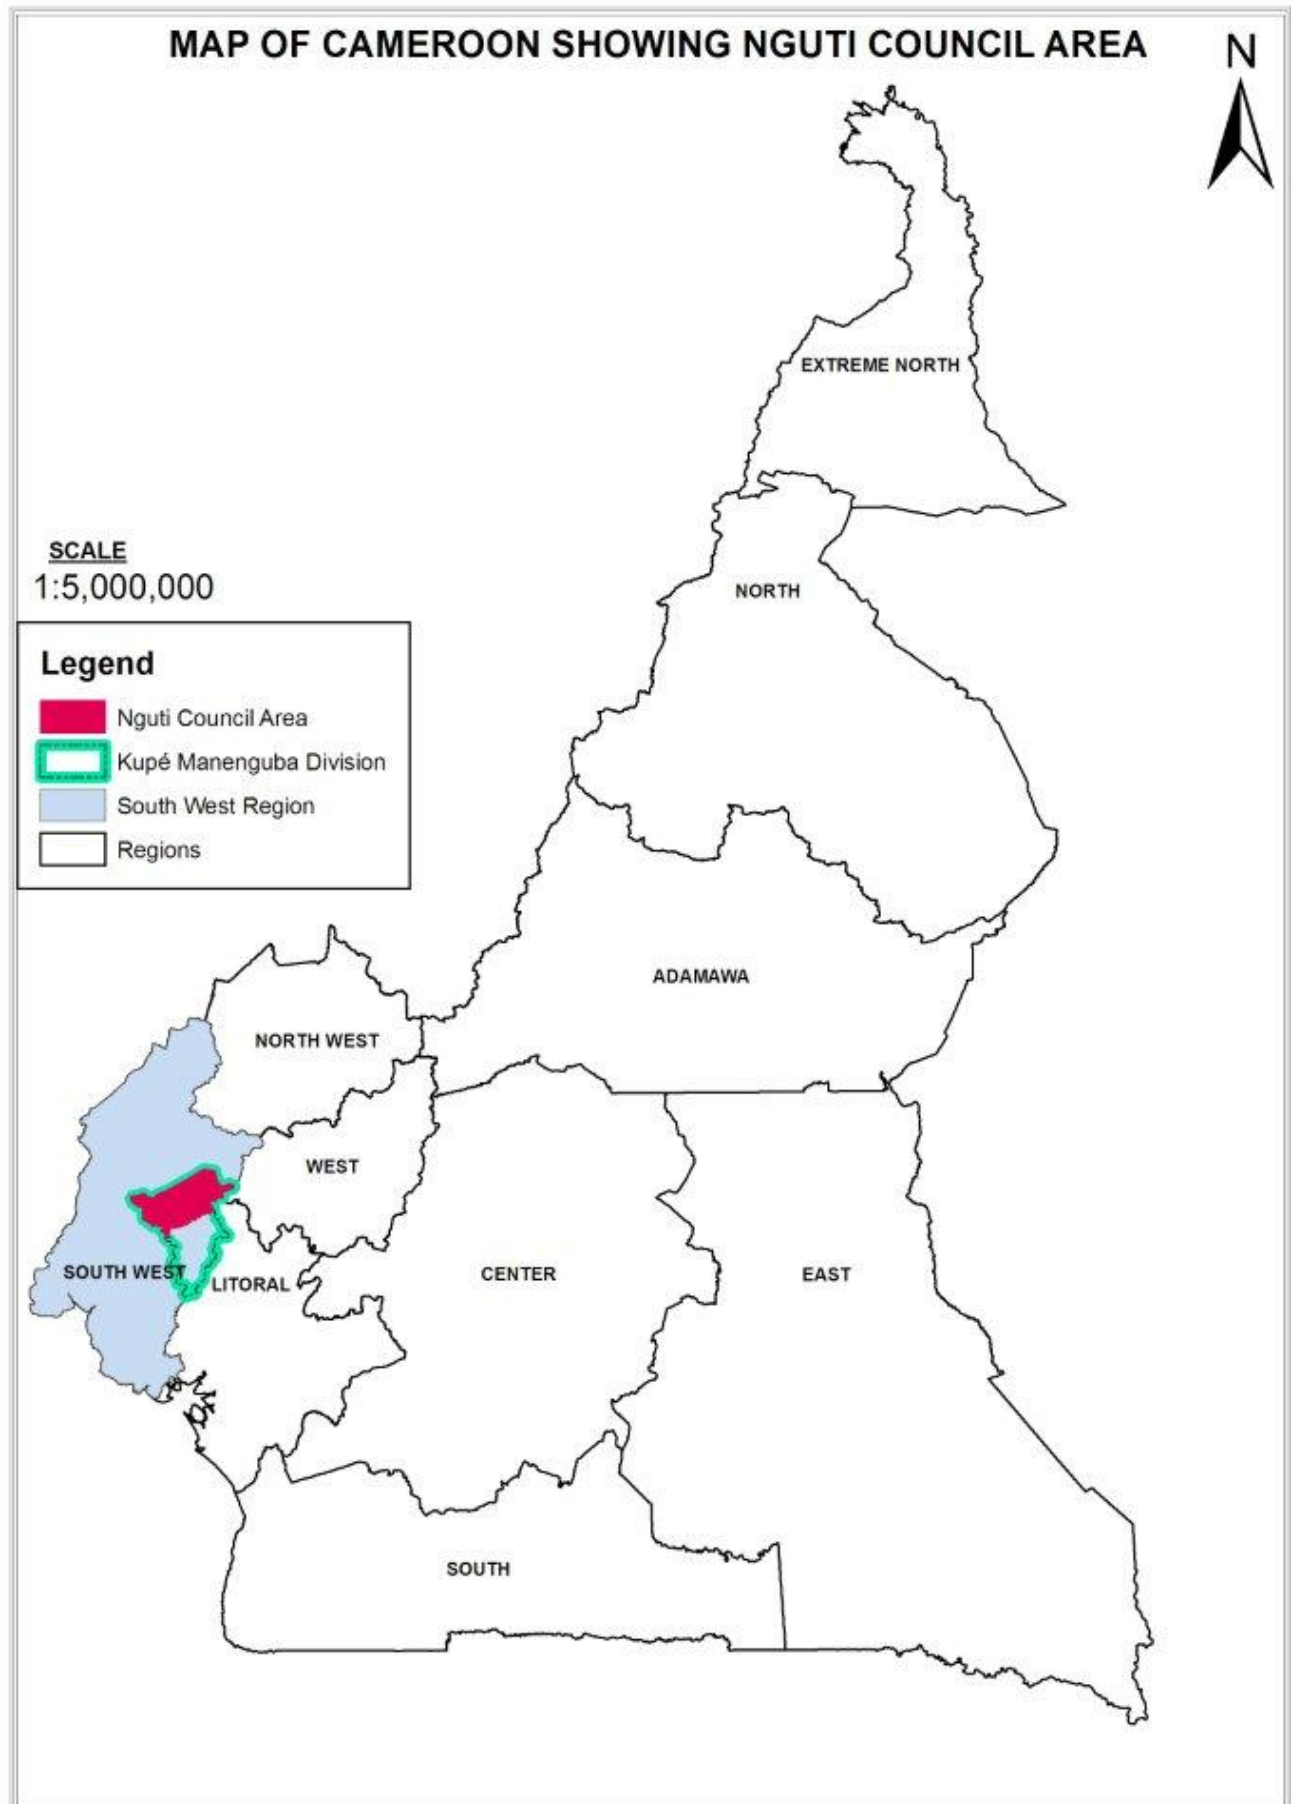 MAP OF CAMEROON SHOWING NGUTI COUNCIL AREA
N
EXTREME NORTH
SCALE
1:5,000,000
NORTH
Legend
Nguti Council Area
Kupé Manenguba Division
South West Region
Regions
ADAMAWA
NORTH WEST
WEST
SOUTH WEST
LITORAL
CENTER
EAST
SOUTH